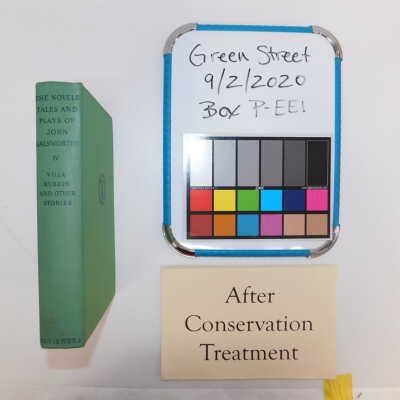 THE NOVELS
TALES AND
PLAYS OF
JOHN
GALSWORTHY
IV
VILLA
RUBEIN
AND OTHER
STORIES
Green Street
9/2/2020
Box P-EE1
After
Conservation
Treatment